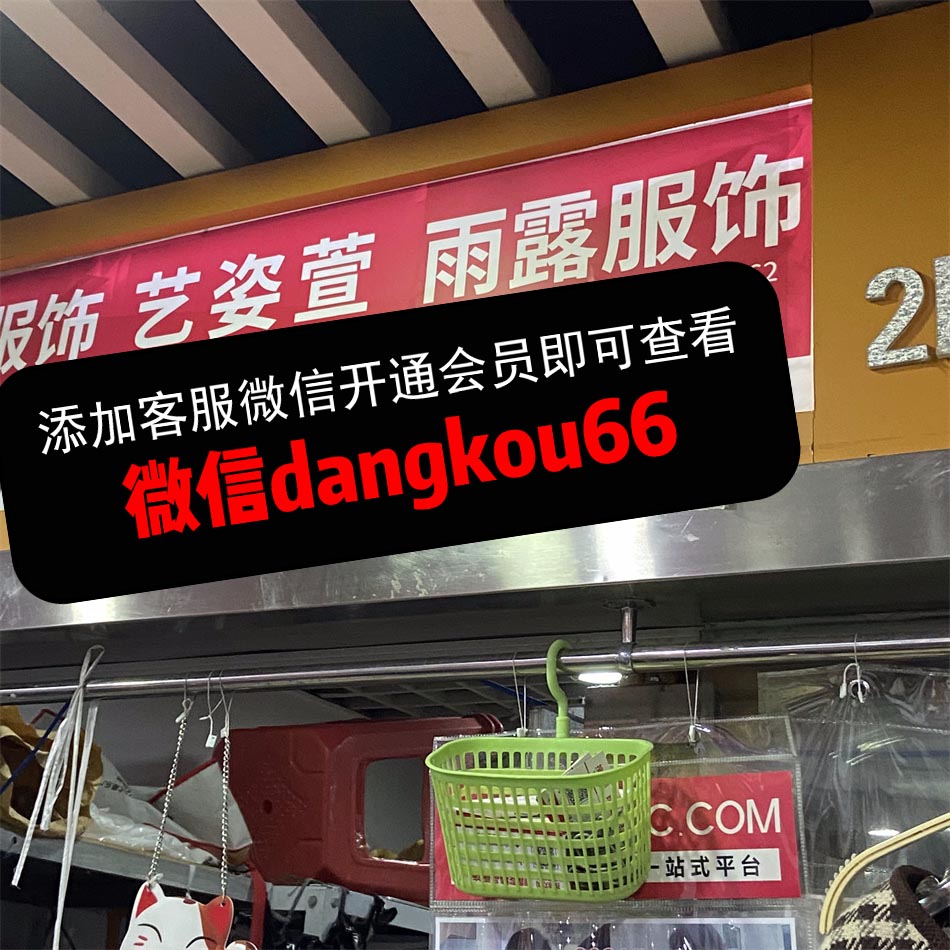 服饰 艺姿萱 雨露服饰
添加客服微信开通会员即可查看
微信dangkou66
2
C.COM
一站式平台